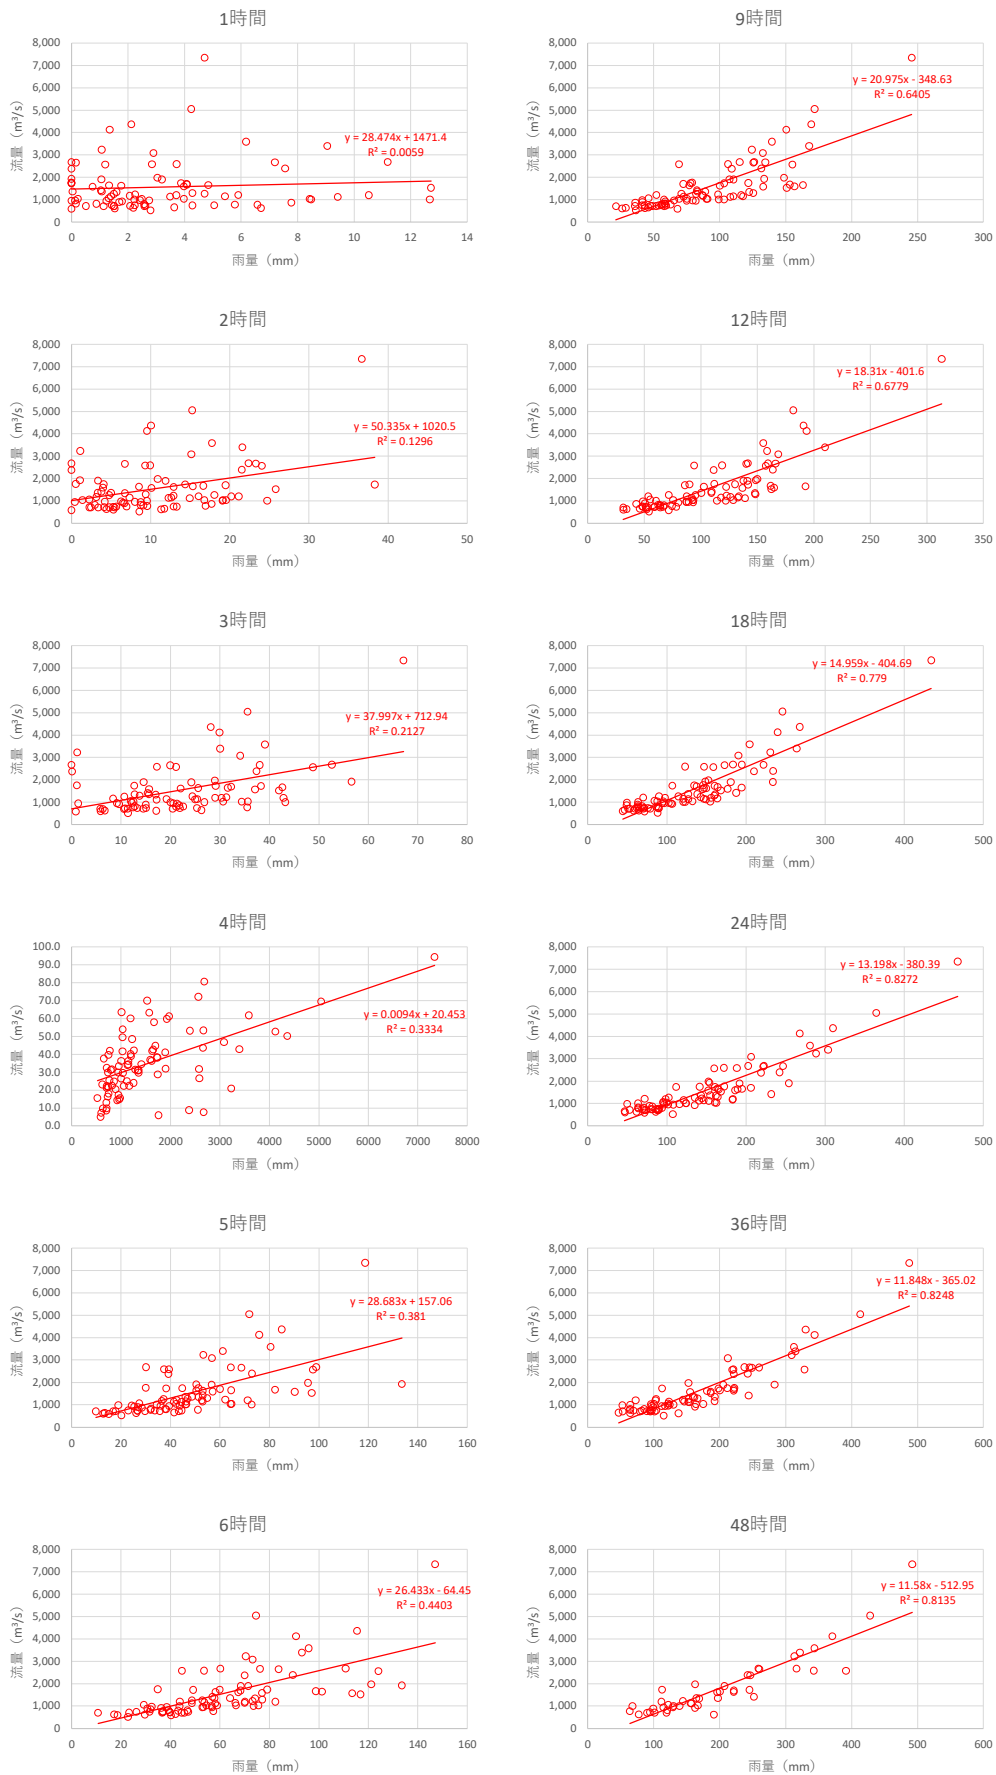 1時間
8,000
7,000
6,000
5,000
4,000
3,000
2,000
1,000
0
流量（m³/s）
y = 28.474x + 1471.4
R² = 0.0059
0 2 4 6 8 10 12 14
雨量（mm）
9時間
8,000
7,000
6,000
5,000
4,000
3,000
2,000
1,000
0
流量（m³/s）
y = 20.975x - 348.63
R² = 0.6405
0 50 100 150 200 250 300
雨量（mm）
2時間
8,000
7,000
6,000
5,000
4,000
3,000
2,000
1,000
0
流量（m³/s）
y = 50.335x + 1020.5
R² = 0.1296
0 10 20 30 40 50
雨量（mm）
12時間
8,000
7,000
6,000
5,000
4,000
3,000
2,000
1,000
0
流量（m³/s）
y = 18.31x - 401.6
R² = 0.6779
0 50 100 150 200 250 300 350
雨量（mm）
3時間
8,000
7,000
6,000
5,000
4,000
3,000
2,000
1,000
0
流量（m³/s）
y = 37.997x + 712.94
R² = 0.2127
0 10 20 30 40 50 60 70 80
雨量（mm）
18時間
8,000
7,000
6,000
5,000
4,000
3,000
2,000
1,000
0
流量（m³/s）
y = 14.959x - 404.69
R² = 0.779
0 100 200 300 400 500
雨量（mm）
4時間
100.0
90.0
80.0
70.0
60.0
50.0
40.0
30.0
20.0
10.0
0.0
流量（m³/s）
y = 0.0094x + 20.453
R² = 0.3334
0 1000 2000 3000 4000 5000 6000 7000 8000
雨量（mm）
24時間
8,000
7,000
6,000
5,000
4,000
3,000
2,000
1,000
0
流量（m³/s）
y = 13.198x - 380.39
R² = 0.8272
0 100 200 300 400 500
雨量（mm）
5時間
8,000
7,000
6,000
5,000
4,000
3,000
2,000
1,000
0
流量（m³/s）
y = 28.683x + 157.06
R² = 0.381
0 20 40 60 80 100 120 140 160
雨量（mm）
36時間
8,000
7,000
6,000
5,000
4,000
3,000
2,000
1,000
0
流量（m³/s）
y = 11.848x - 365.02
R² = 0.8248
0 100 200 300 400 500 600
雨量（mm）
6時間
8,000
7,000
6,000
5,000
4,000
3,000
2,000
1,000
0
流量（m³/s）
y = 26.433x - 64.45
R² = 0.4403
0 20 40 60 80 100 120 140 160
雨量（mm）
48時間
8,000
7,000
6,000
5,000
4,000
3,000
2,000
1,000
0
流量（m³/s）
y = 11.58x - 512.95
R² = 0.8135
0 100 200 300 400 500 600
雨量（mm）